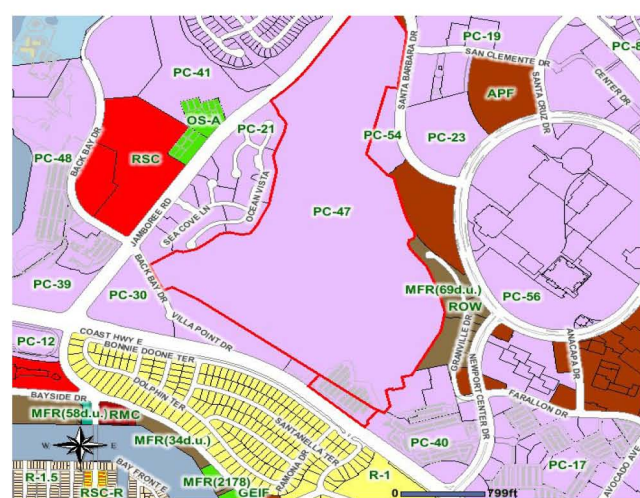 PC-19
SAN CLEMENTE DR
PC-8
CENTER DR
PC-41
SANTA BARBARA DR
APF
SANTA CRUZ DR
OS-A
PC-21
PC-54
PC-23
BACK BAY DR
PC-48
RSC
JAMBOREE RD
SEA COVE LN
OCEAN VISTA
PC-47
MFR(69d.u.)
ROW
PC-56
PC-39
PC-30
BACK BAY DR
VILLA POINT DR
GRANVILLE DR
NEWPORT CENTER DR
ANACAPA DR
PC-12
COAST HWY E
BONNIE DOONE TER
DOLPHIN TER
BAYSIDE DR
FARALLON DR
MFR(58d.u.)
RMC
MFR(34d.u.)
SANTANELLA TER
RAMONA DR
PC-40
AVOCADO AVE
W
E
BAY FRONT E
R-1.5
RSC-R
MFR(2178)
GEIF
R-1
PC-17
0
799ft